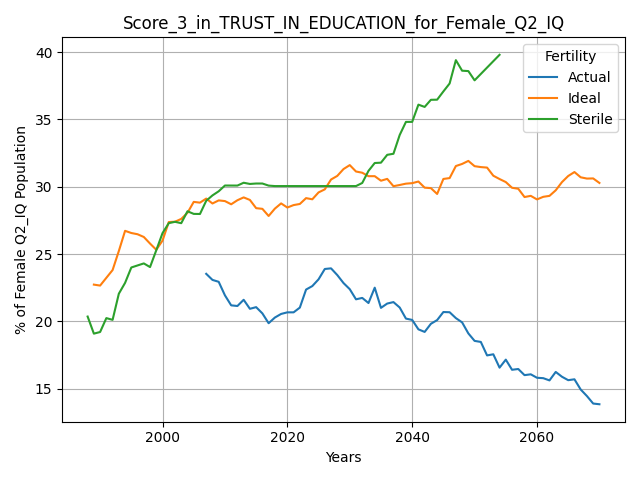 Score_3_in_TRUST_IN_EDUCATION_for_Female_Q2_IQ
% of Female Q2_IQ Population
40
35
30
25
20
15
Fertility
Actual
Ideal
Sterile
2000 2020 2040 2060
Years